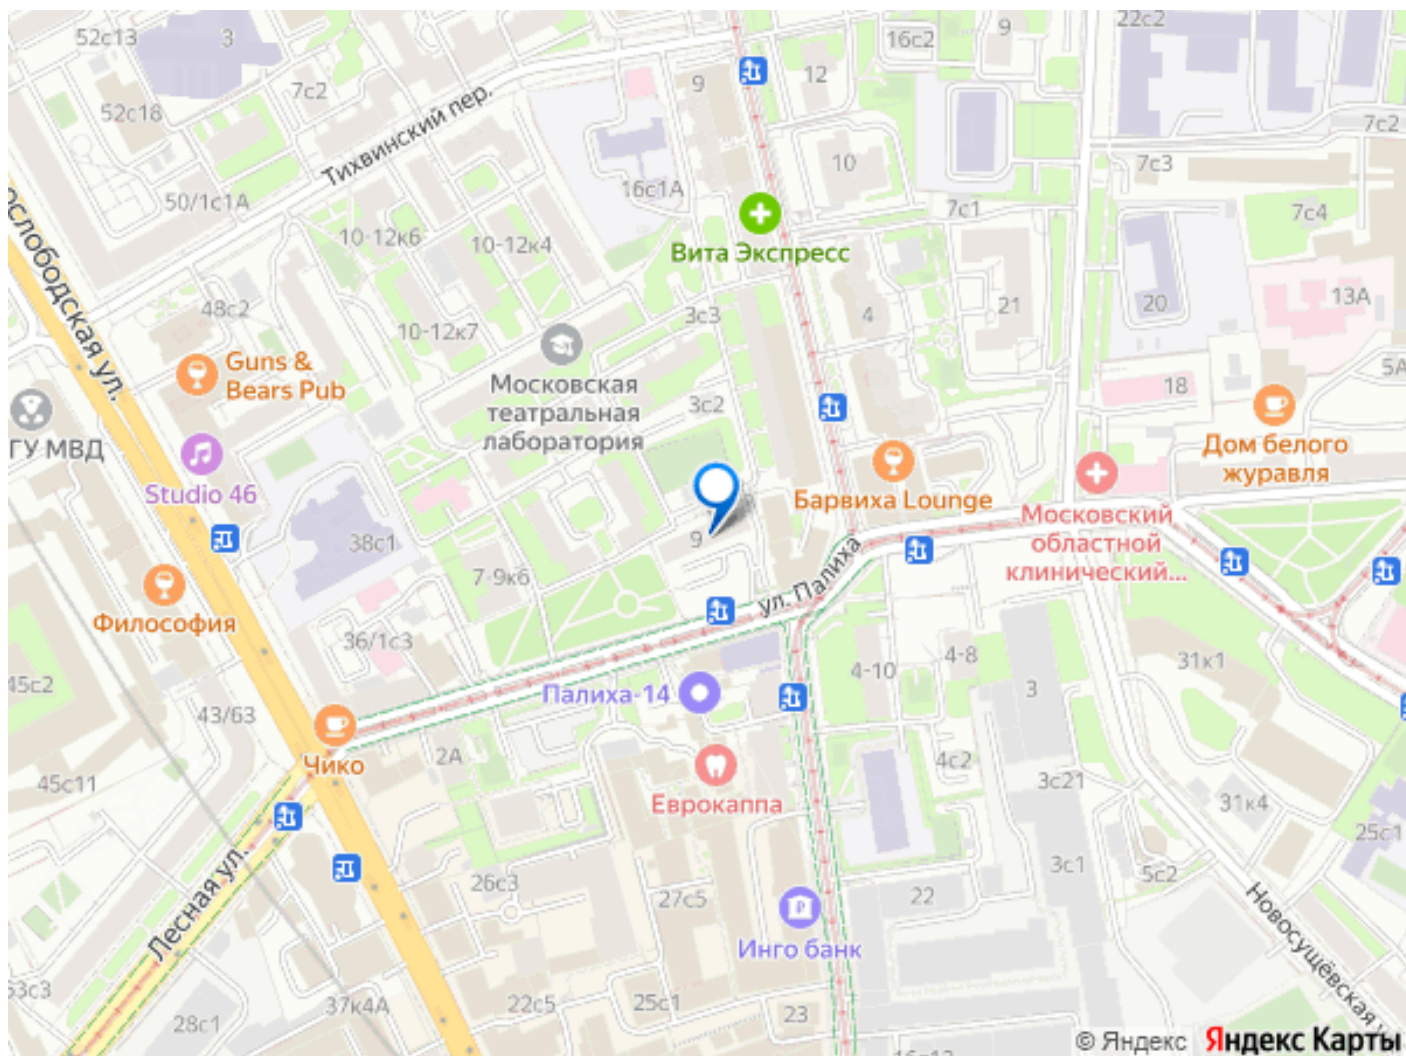 52с13
3
16с2
9
22с2
12
9
7с2
52с18
Тихвинский пер.
7с2
7с3
10
16с1А
50/1с1А
7с1
7с4
10-12к6
10-12к4
Вита Экспресс
ослободская ул.
48с2
3с3
4
21
20
13А
10-12к7
Guns &
Bears Pub
Московская
театральная
лаборатория
3с2
18
5А
ГУ МВД
Дом белого
журавля
Studio 46
Барвиха Lounge
Московский
областной
клинический...
38с1
9
7-9к6
ул. Палиха
Философия
36/1с3
4-10
4-8
31к1
45с2
Палиха-14
3
43/63
Чико
2А
4с2
45с11
Еврокаппа
3с21
31к4
25с1
Лесная ул.
26с3
27с5
22
3с1
5с2
Новосущёвская
Инго банк
37к4А
22с5
25с1
23
28с1
© Яндекс Яндекс Карты